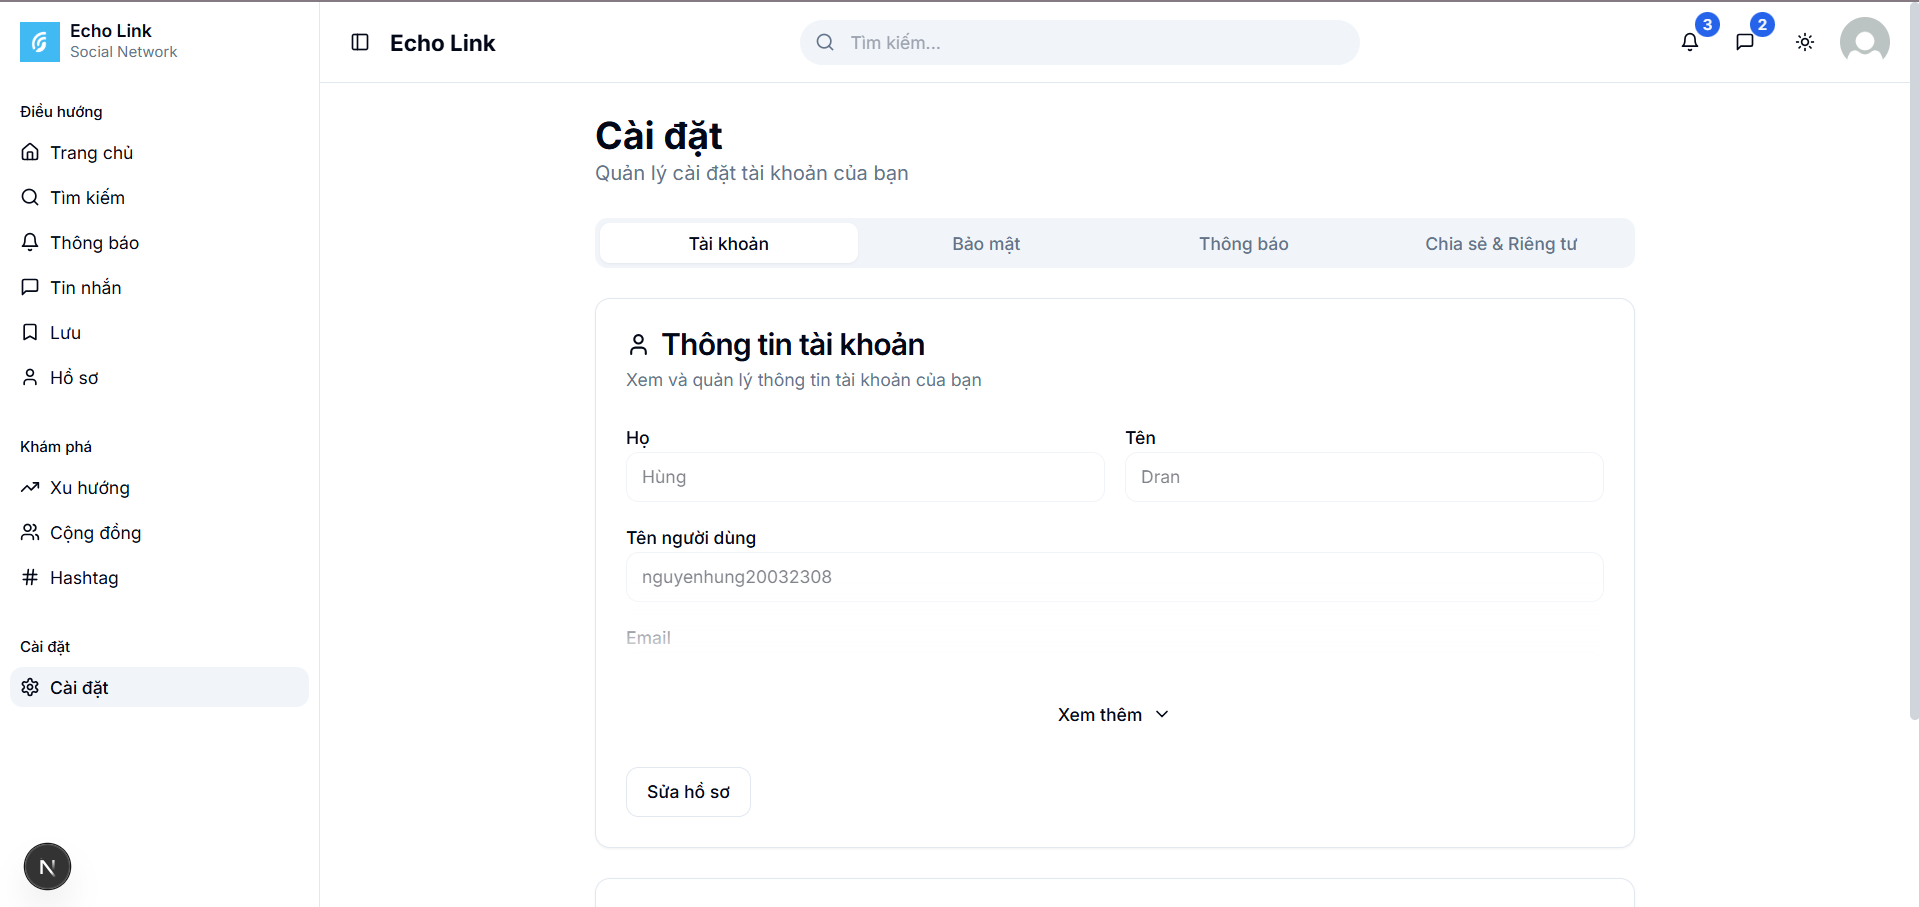 Echo Link
Social Network
Điều hướng
Trang chủ
Tìm kiếm
Thông báo
Tin nhắn
Lưu
Hồ sơ
Khám phá
Xu hướng
Cộng đồng
Hashtag
Cài đặt
Cài đặt
N
Echo Link
Tìm kiếm...
3
2
Cài đặt
Quản lý cài đặt tài khoản của bạn
Tài khoản
Bảo mật
Thông báo
Chia sẻ & Riêng tư
Thông tin tài khoản
Xem và quản lý thông tin tài khoản của bạn
Họ
Tên
Hùng
Dran
Tên người dùng
nguyenhung20032308
Email
Xem thêm
Sửa hồ sơ